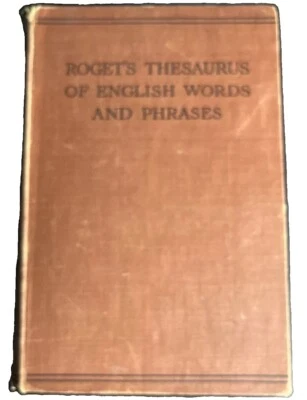 ROGET'S THESAURUS
OF ENGLISH WORDS
AND PHRASES